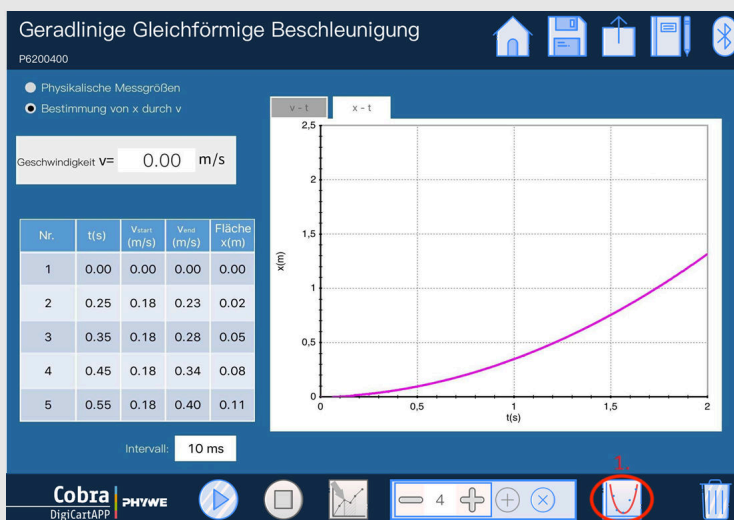 Geradlinige Gleichförmige Beschleunigung
P6200400
Physikalische Messgrößen
Bestimmung von x durch v
Geschwindigkeit v= 0.00 m/s
Nr. t(s) Vstart (m/s) Vend (m/s) Fläche x(m)
1 0.00 0.00 0.00 0.00
2 0.25 0.18 0.23 0.02
3 0.35 0.18 0.28 0.05
4 0.45 0.18 0.34 0.08
5 0.55 0.18 0.40 0.11
Intervall: 10 ms
v - t x - t
2,5
2
1,5
1
0,5
0
x(m)
0 0,5 1 1,5 2
t(s)
1.
Cobra PHYWE
DigiCartAPP
4